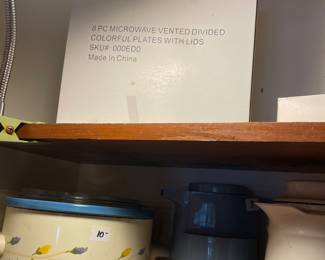 8 PC MICROWAVE VENTED DIVIDED
COLORFUL PLATES WITH LIDS
SKU# 000ED0
Made In China
10-